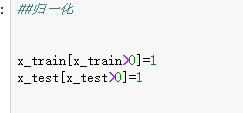 :
##归一化
x_train[x_train>0]=1
x_test[x_test>0]=1